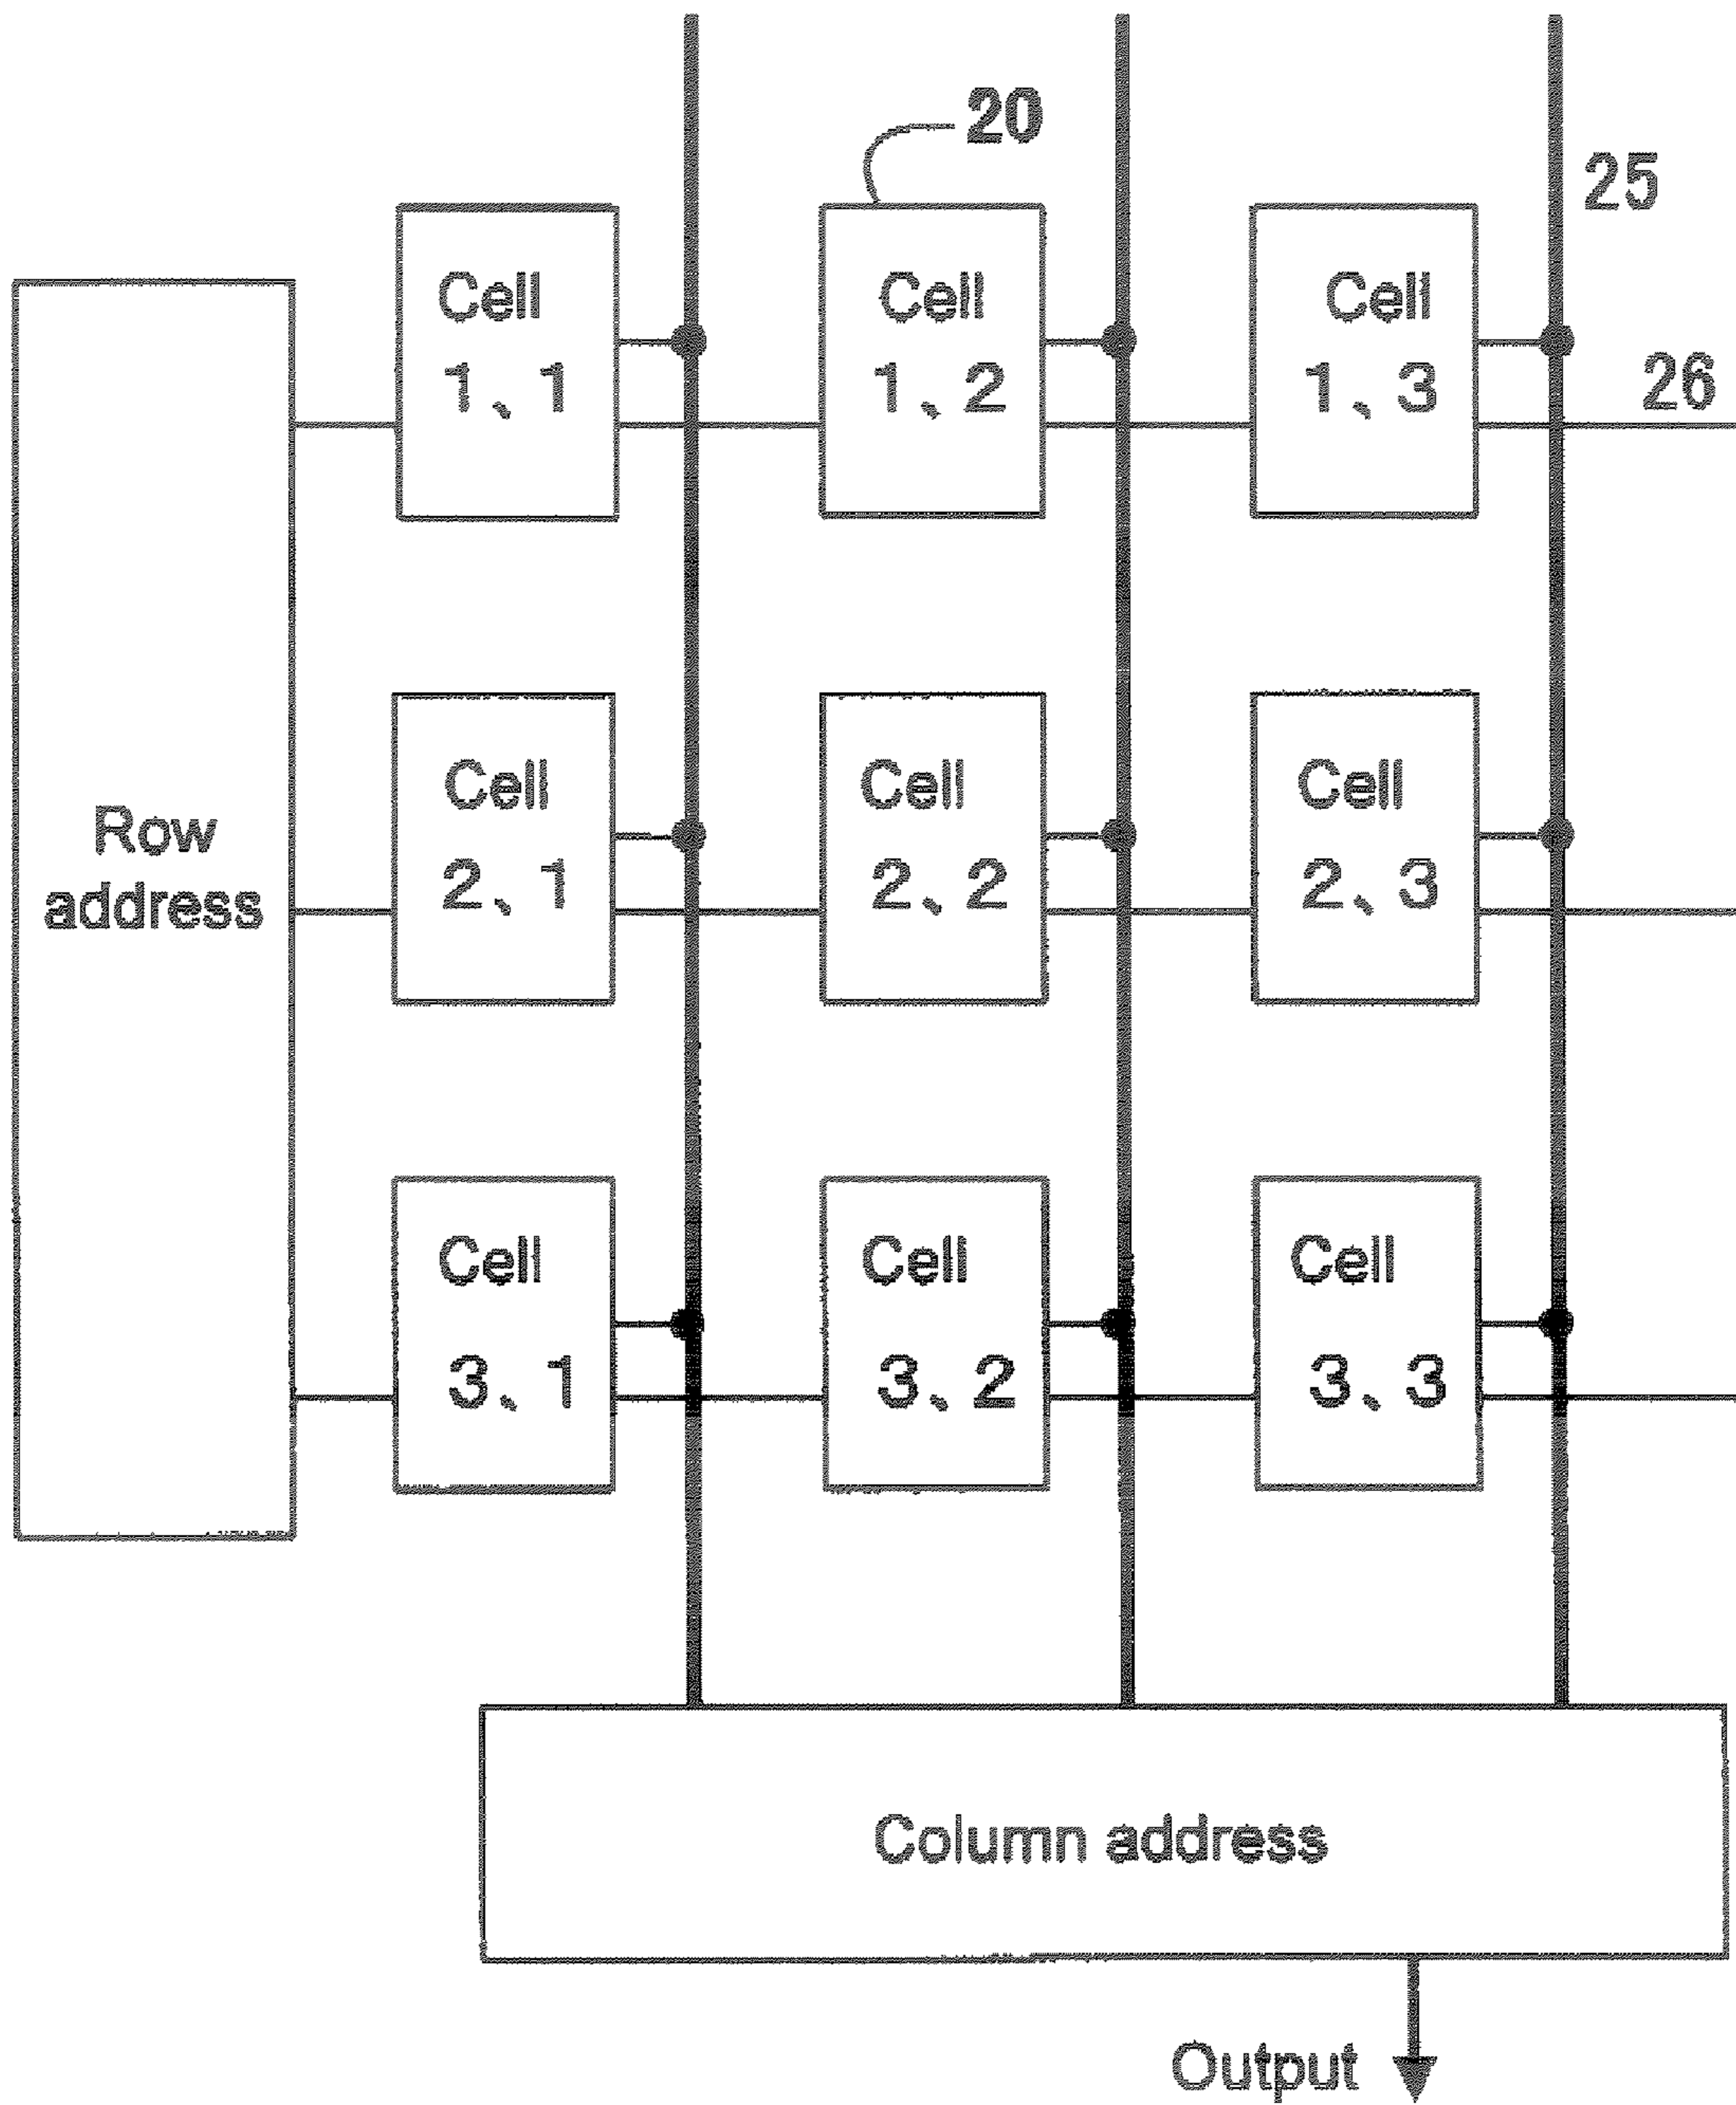 20
25
Cell
1、1
Cell
1、2
Cell
1、3
26
Row
address
Cell
2、1
Cell
2、2
Cell
2、3
Cell
3、1
Cell
3、2
Cell
3、3
Column address
Output